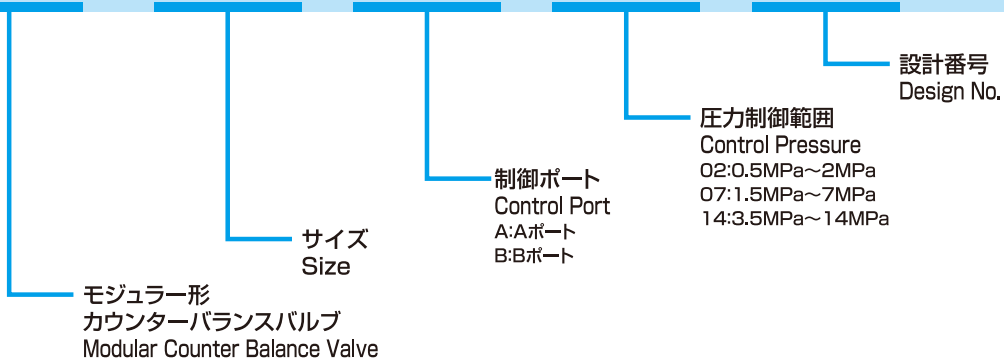 設計番号
Design No.
圧力制御範囲
Control Pressure
02:0.5MPa～2MPa
07:1.5MPa～7MPa
14:3.5MPa～14MPa
制御ポート
Control Port
A:Aポート
B:Bポート
サイズ
Size
モジュラー形
カウンターバランスバルブ
Modular Counter Balance Valve